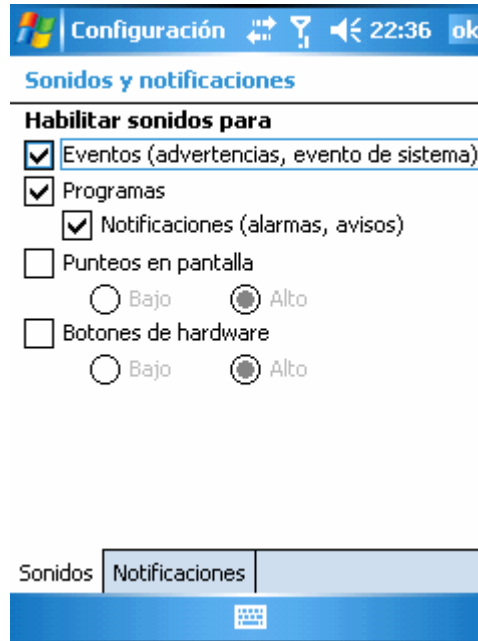 Configuración 22:36 ok
Sonidos y notificaciones
Habilitar sonidos para
Eventos (advertencias, evento de sistema)
Programas
Notificaciones (alarmas, avisos)
Punteos en pantalla
Bajo Alto
Botones de hardware
Bajo Alto
Sonidos Notificaciones